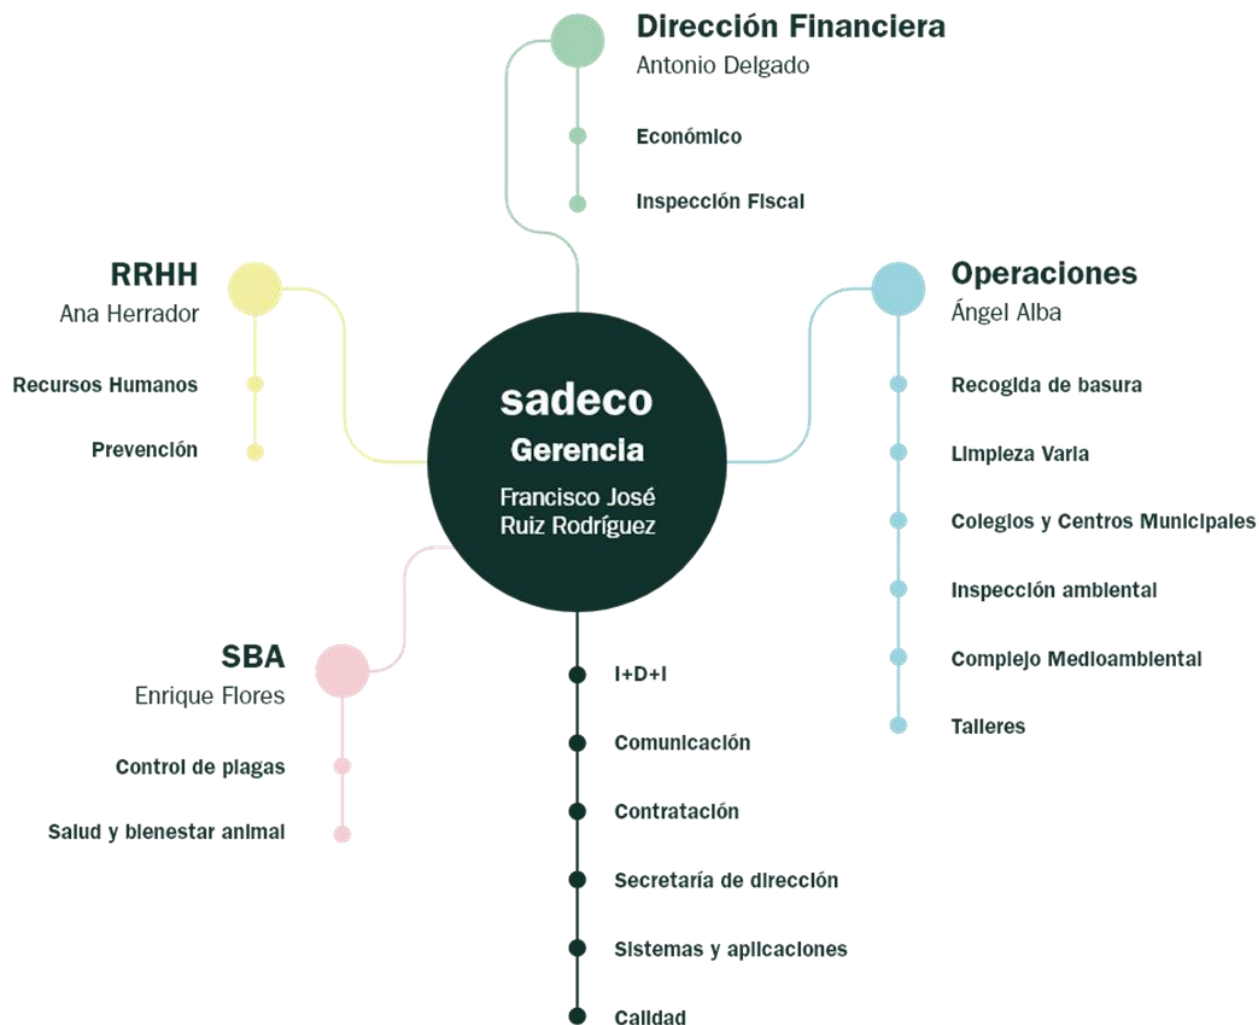 Dirección Financiera
Antonio Delgado
Económico
Inspección Fiscal
RRHH
Ana Herrador
Recursos Humanos
Prevención
Operaciones
Ángel Alba
Recogida de basura
Limpieza Varia
Colegios y Centros Municipales
Inspección ambiental
Complejo Medioambiental
Talleres
sadeco
Gerencia
Francisco José
Ruiz Rodríguez
SBA
Enrique Flores
Control de plagas
Salud y bienestar animal
I+D+I
Comunicación
Contratación
Secretaría de dirección
Sistemas y aplicaciones
Calidad